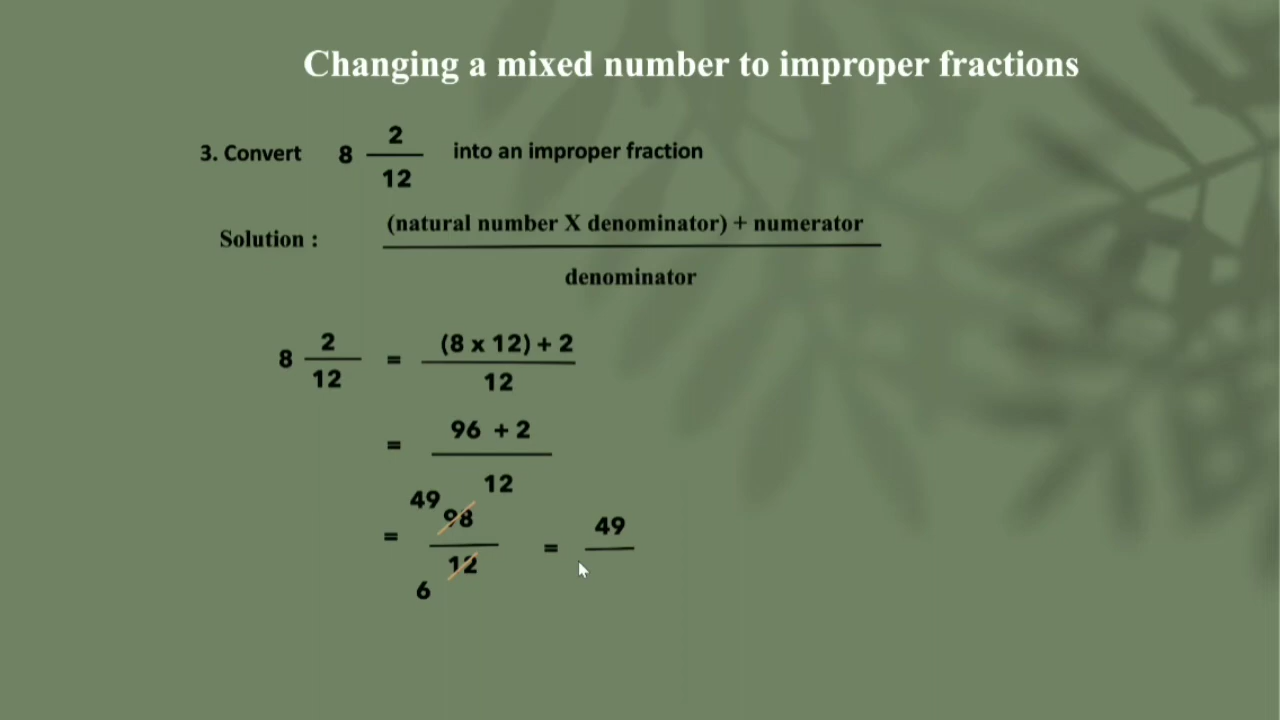 Changing a mixed number to improper fractions
3. Convert 8 2/12 into an improper fraction
Solution : (natural number X denominator) + numerator
denominator
8 2/12 = (8 x 12) + 2
12
= 96 + 2
12
49
= 98/12 = 49
6